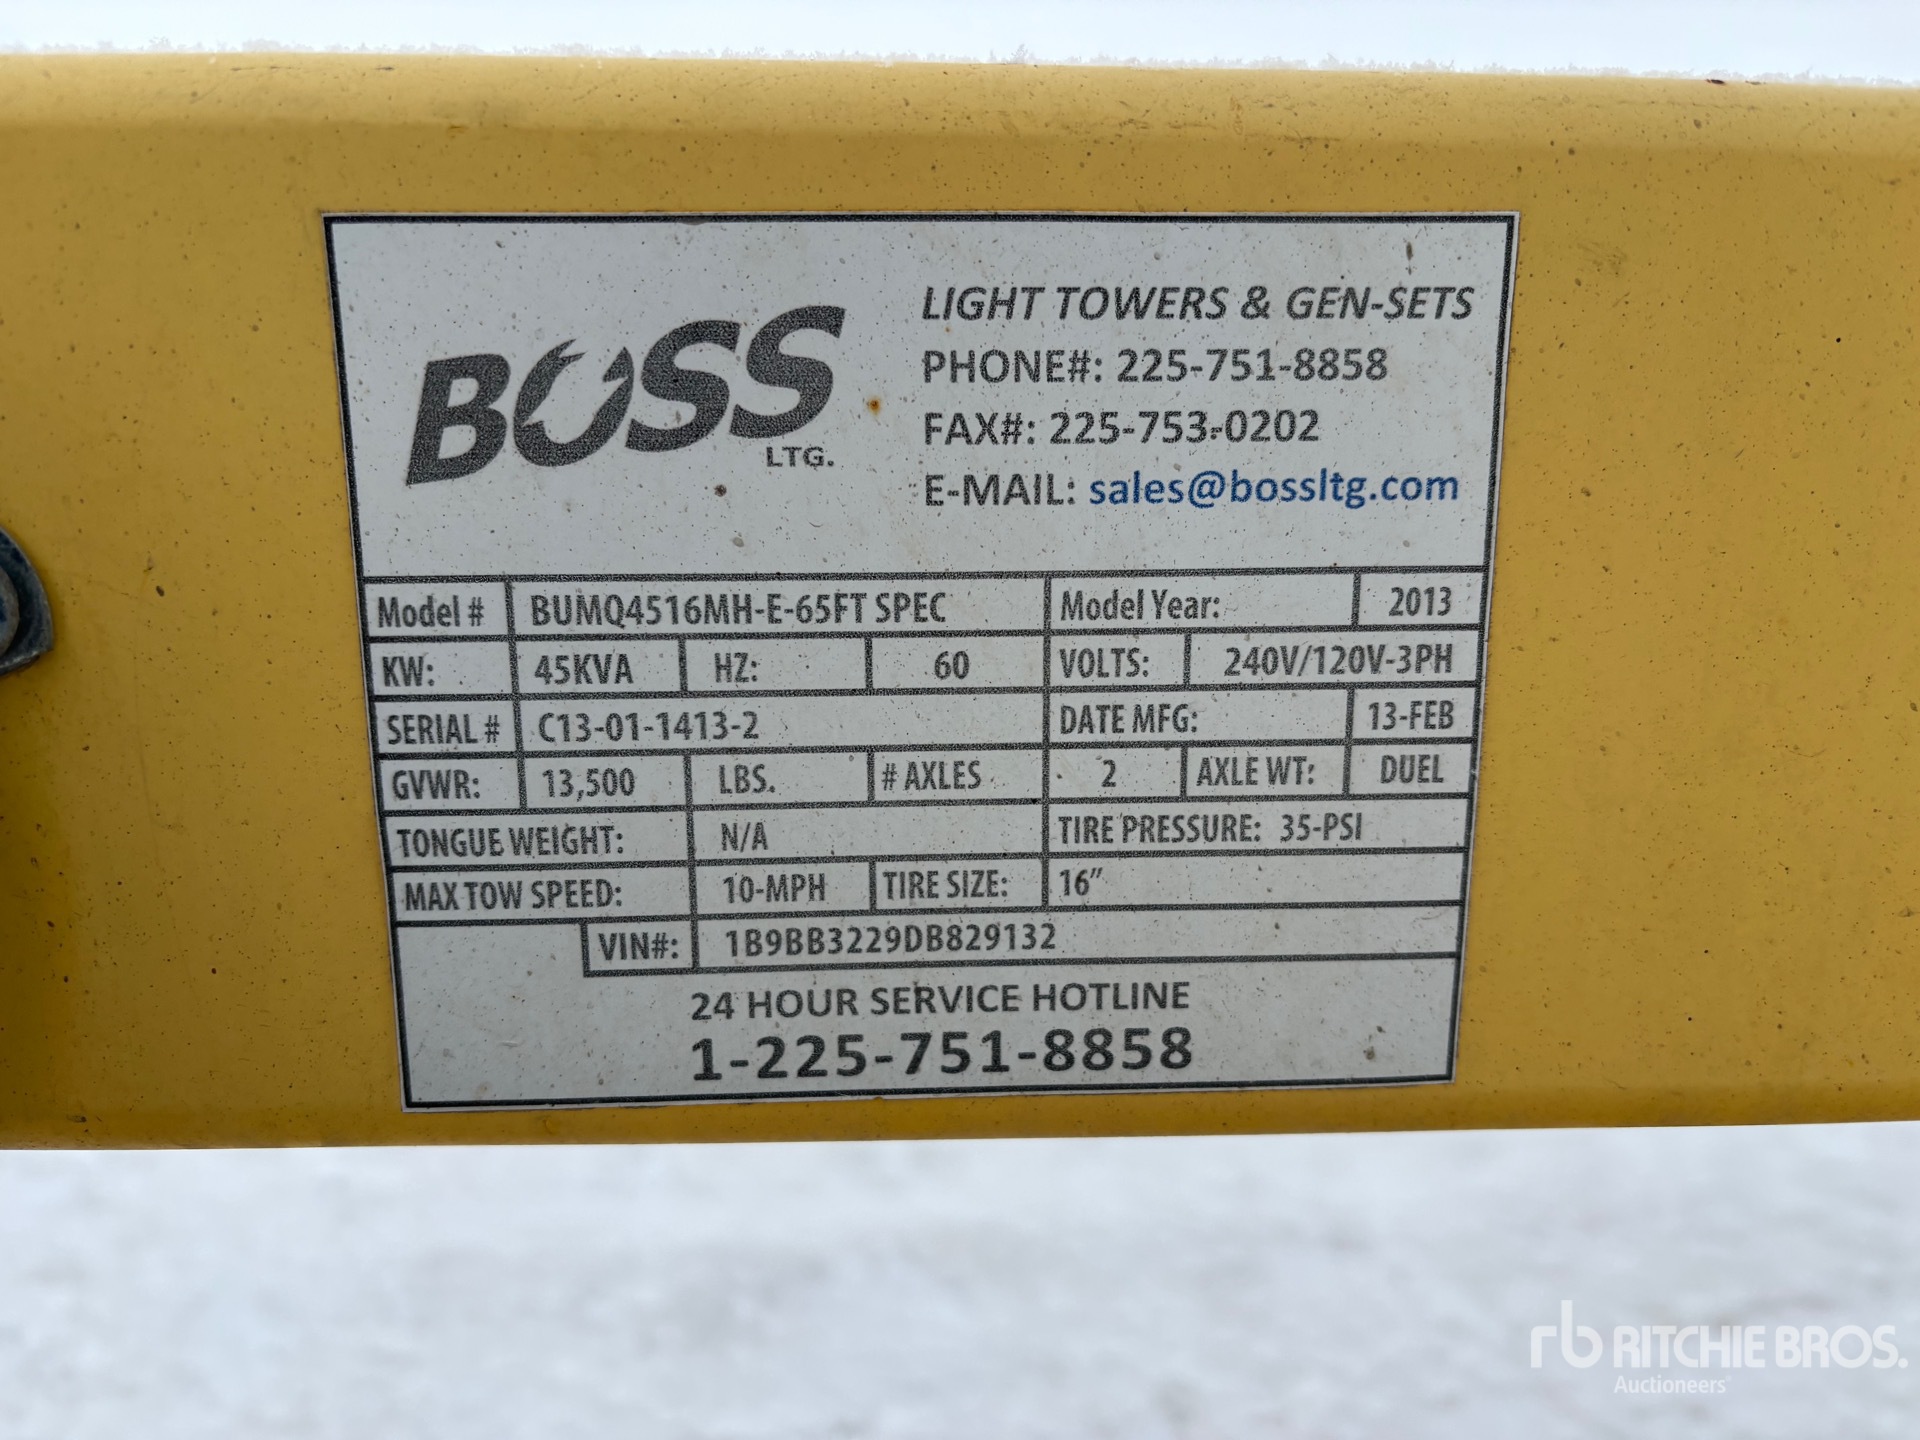 BOSS
LTG.
LIGHT TOWERS & GEN-SETS
PHONE#: 225-751-8858
FAX#: 225-753-0202
E-MAIL: sales@bossltg.com
Model # BUMQ4516MH-E-65FT SPEC Model Year: 2013
KW: 45KVA HZ: 60 VOLTS: 240V/120V-3PH
SERIAL # C13-01-1413-2 DATE MFG: 13-FEB
GVWR: 13,500 LBS. # AXLES 2 AXLE WT: DUEL
TONGUE WEIGHT: N/A TIRE PRESSURE: 35-PSI
MAX TOW SPEED: 10-MPH TIRE SIZE: 16"
VIN#: 1B9BB3229DB829132
24 HOUR SERVICE HOTLINE
1-225-751-8858
rb RITCHIE BROS.
Auctioneers